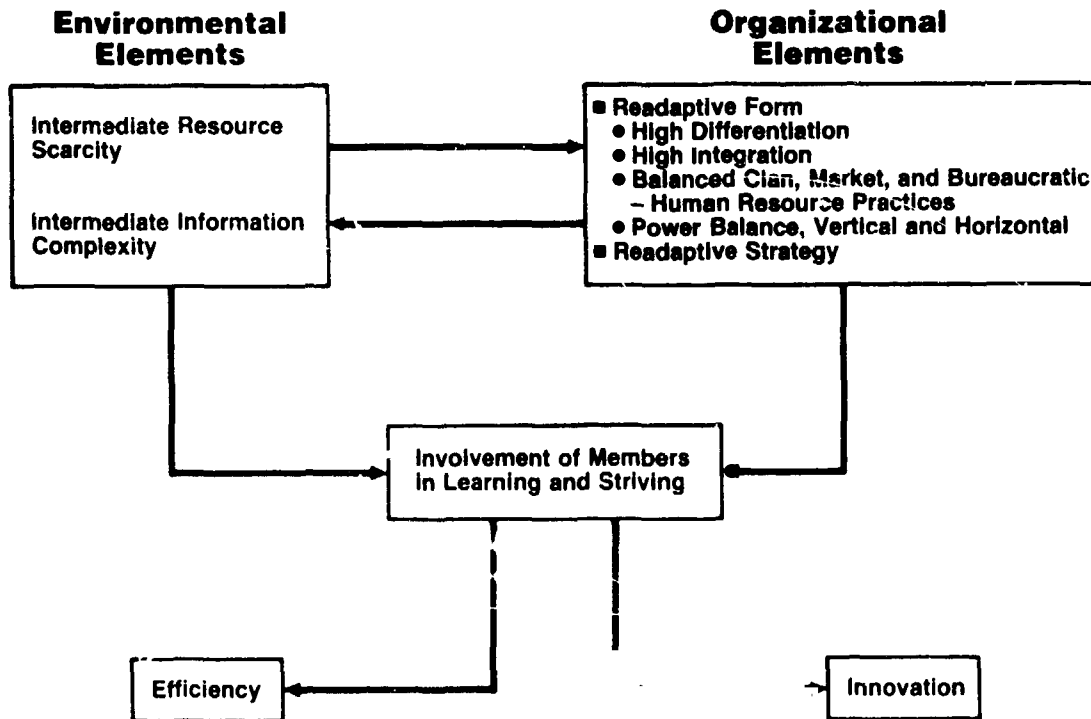 Environmental
Elements
Organizational
Elements
Intermediate Resource
Scarcity
Intermediate Information
Complexity
■ Readaptive Form
● High Differentiation
● High Integration
● Balanced Clan, Market, and Bureaucratic
– Human Resource Practices
● Power Balance, Vertical and Horizontal
■ Readaptive Strategy
Involvement of Members
in Learning and Striving
Efficiency
Innovation